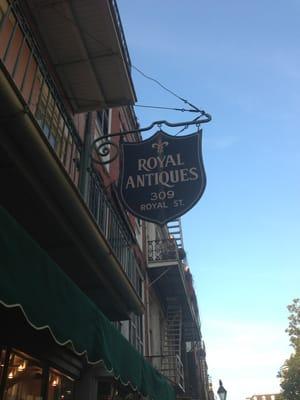 ROYAL
ANTIQUES
309
ROYAL ST.